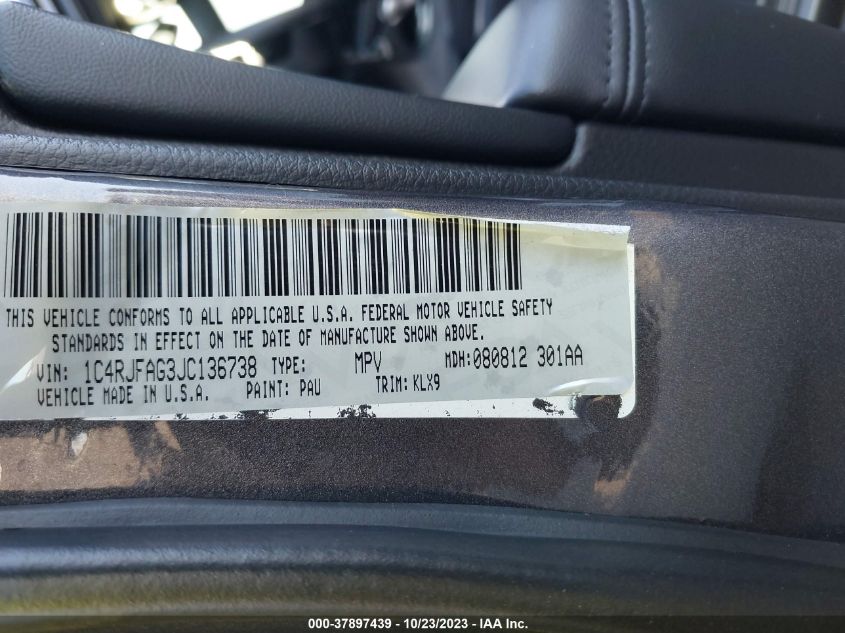 THIS VEHICLE CONFORMS TO ALL APPLICABLE U.S.A. FEDERAL MOTOR VEHICLE SAFETY
STANDARDS IN EFFECT ON THE DATE OF MANUFACTURE SHOWN ABOVE.
VIN: 1C4RJFAG3JC136738 TYPE: MPV MDH:080812 301AA
VEHICLE MADE IN U.S.A. PAINT: PAU TRIM: KLX9
000-37897439 - 10/23/2023 - IAA Inc.